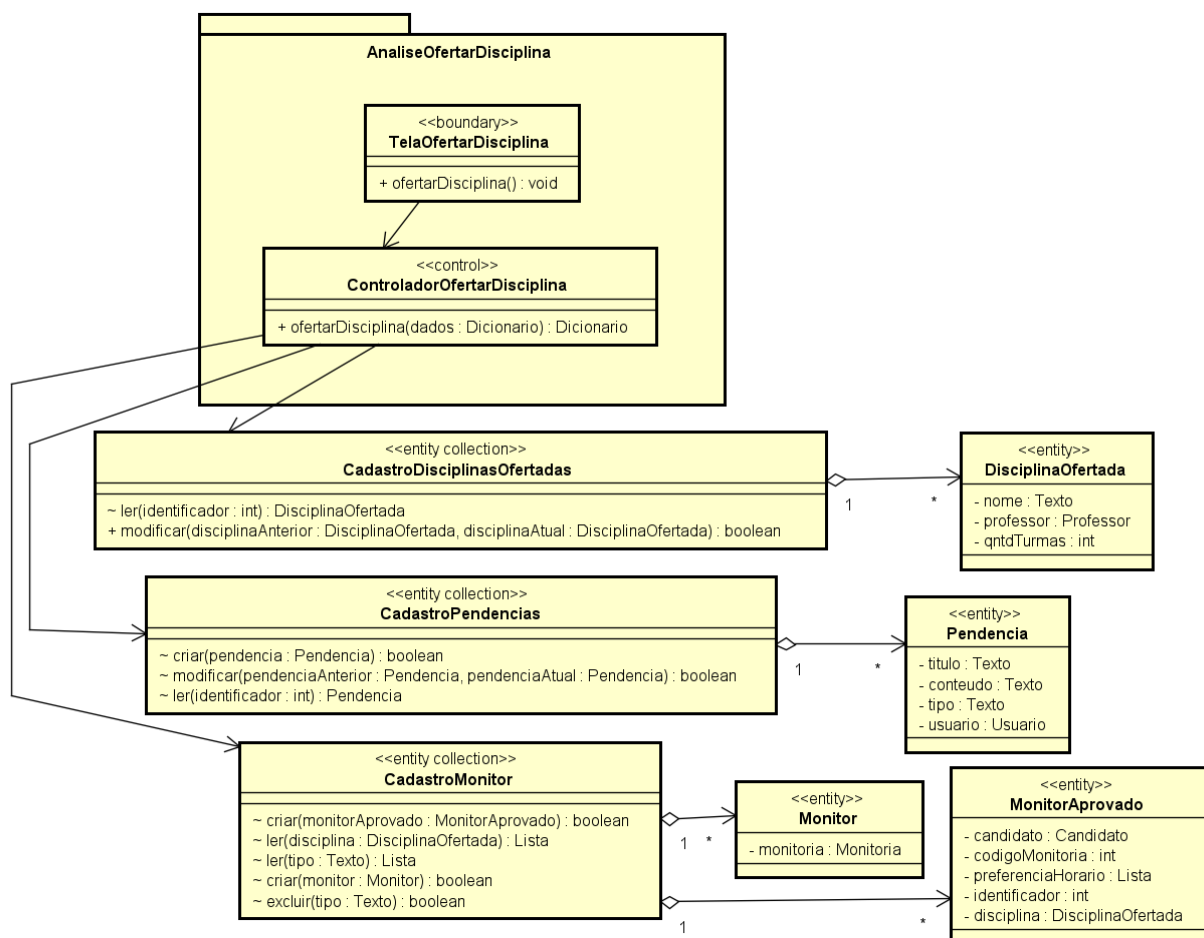 AnaliseOfertarDisciplina
<<boundary>>
TelaOfertarDisciplina
+ ofertarDisciplina() : void
<<control>>
ControladorOfertarDisciplina
+ ofertarDisciplina(dados : Dicionario) : Dicionario
<<entity collection>>
CadastroDisciplinasOfertadas
~ ler(identificador : int) : DisciplinaOfertada
+ modificar(disciplinaAnterior : DisciplinaOfertada, disciplinaAtual : DisciplinaOfertada) : boolean
1
*
<<entity>>
DisciplinaOfertada
- nome : Texto
- professor : Professor
- qntdTurmas : int
<<entity collection>>
CadastroPendencias
~ criar(pendencia : Pendencia) : boolean
~ modificar(pendenciaAnterior : Pendencia, pendenciaAtual : Pendencia) : boolean
~ ler(identificador : int) : Pendencia
1
*
<<entity>>
Pendencia
- titulo : Texto
- conteudo : Texto
- tipo : Texto
- usuario : Usuario
<<entity collection>>
CadastroMonitor
~ criar(monitorAprovado : MonitorAprovado) : boolean
~ ler(disciplina : DisciplinaOfertada) : Lista
~ ler(tipo : Texto) : Lista
~ criar(monitor : Monitor) : boolean
~ excluir(tipo : Texto) : boolean
1
*
<<entity>>
Monitor
- monitoria : Monitoria
1
*
<<entity>>
MonitorAprovado
- candidato : Candidato
- codigoMonitoria : int
- preferenciaHorario : Lista
- identificador : int
- disciplina : DisciplinaOfertada